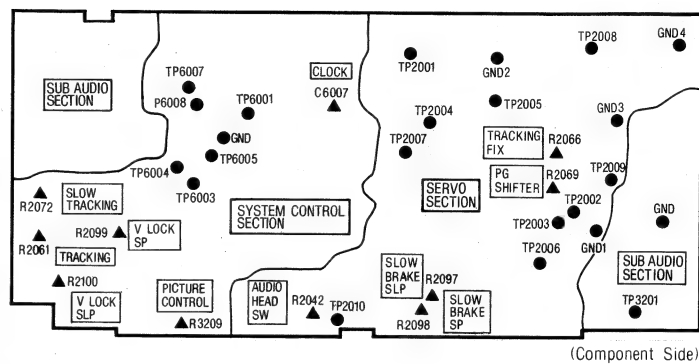 GND4
TP2008
TP2001
GND2
TP6007
CLOCK
C6007
SUB AUDIO
SECTION
P6008
TP6001
TP2004
TP2005
GND3
GND
TP2007
TRACKING
FIX
R2066
TP6005
TP6004
TP6003
PG
SHIFTER
R2069
TP2009
SLOW
TRACKING
R2072
SERVO
SECTION
SYSTEM CONTROL
SECTION
TP2002
TP2003
GND
R2099
V LOCK
SP
R2061
GND1
TRACKING
TP2006
SUB AUDIO
SECTION
R2100
V LOCK
SLP
PICTURE
CONTROL
R3209
AUDIO
HEAD
SW
R2042
TP2010
SLOW
BRAKE
SLP
R2097
R2098
SLOW
BRAKE
SP
TP3201
(Component Side)